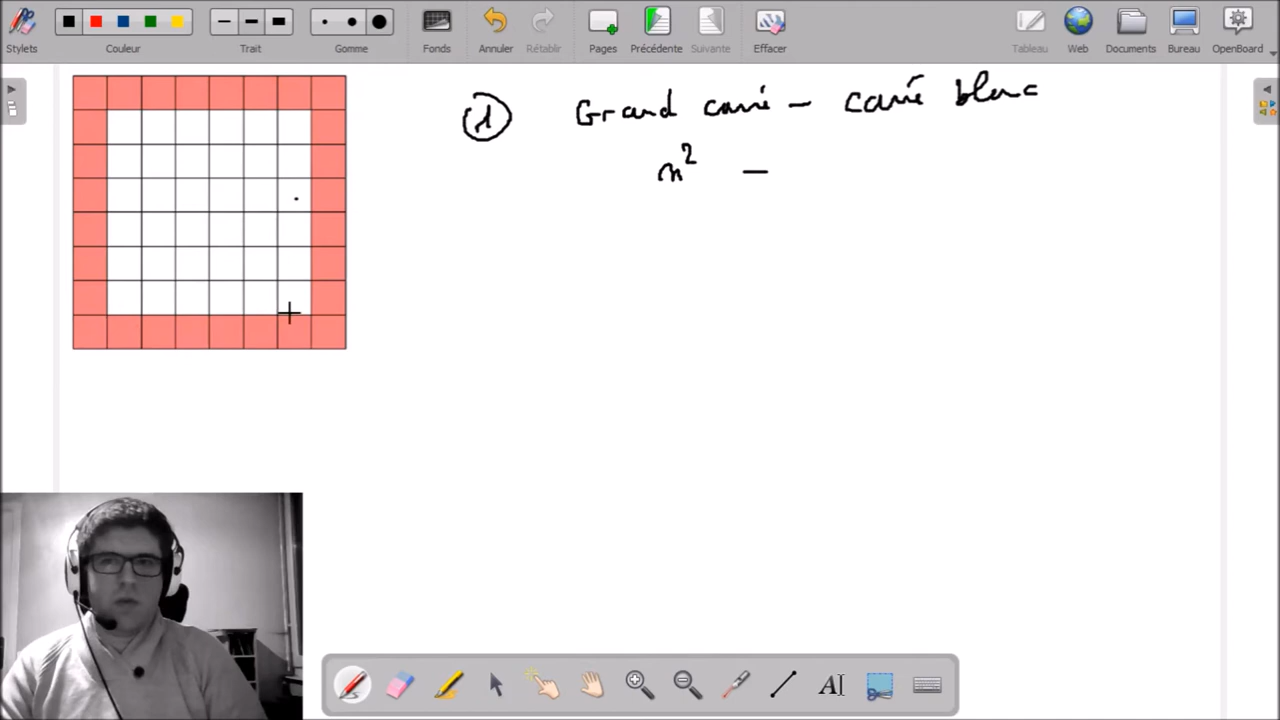 Stylets
Couleur
Trait
Gomme
Fonds
Annuler
Rétablir
Pages
Précédente
Suivante
Effacer
Tableau
Web
Documents
Bureau
OpenBoard
① Grand carré - carré blanc
n² -
AI